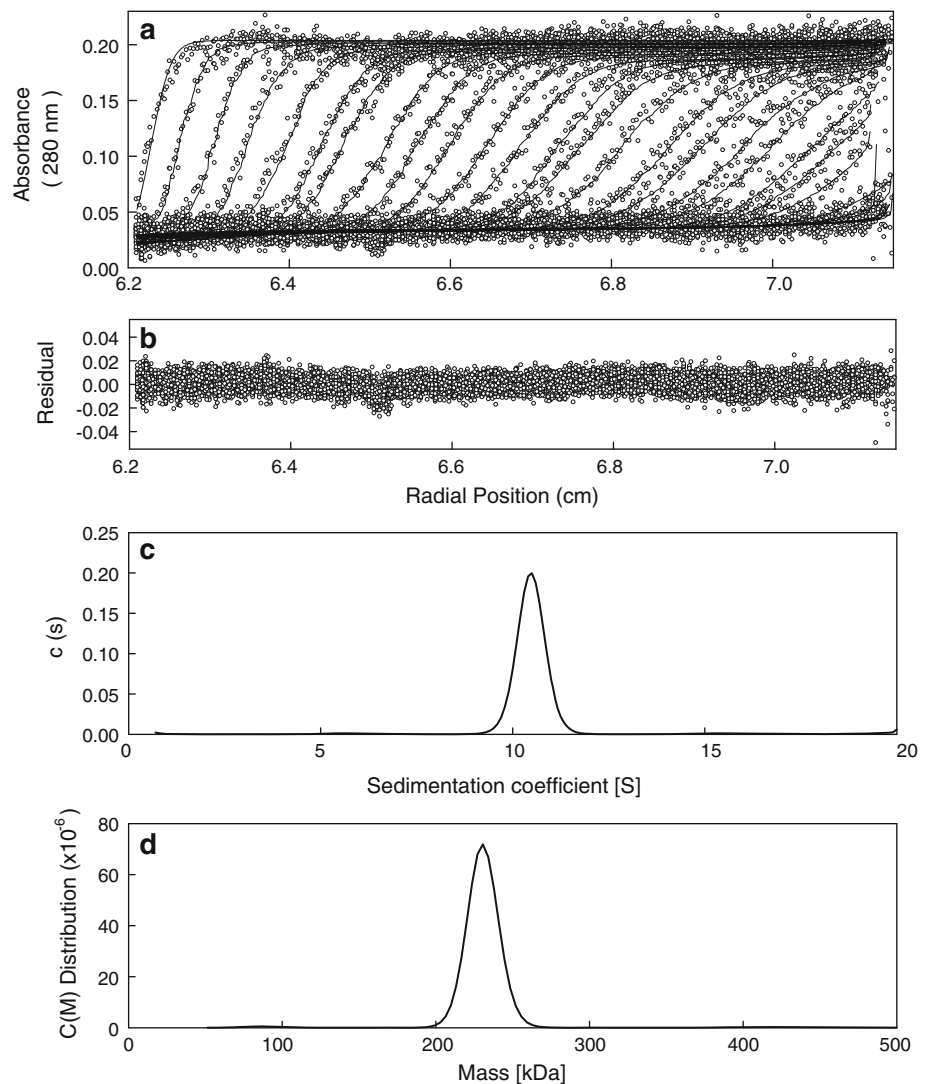 a
Absorbance
( 280 nm )
0.20
0.15
0.10
0.05
0.00
6.2 6.4 6.6 6.8 7.0
b
Residual
0.04
0.02
0.00
-0.02
-0.04
6.2 6.4 6.6 6.8 7.0
Radial Position (cm)
c
c (s)
0.25
0.20
0.15
0.10
0.05
0.00
0 5 10 15 20
Sedimentation coefficient [S]
d
C(M) Distribution (x10⁻⁶)
80
60
40
20
0
0 100 200 300 400 500
Mass [kDa]